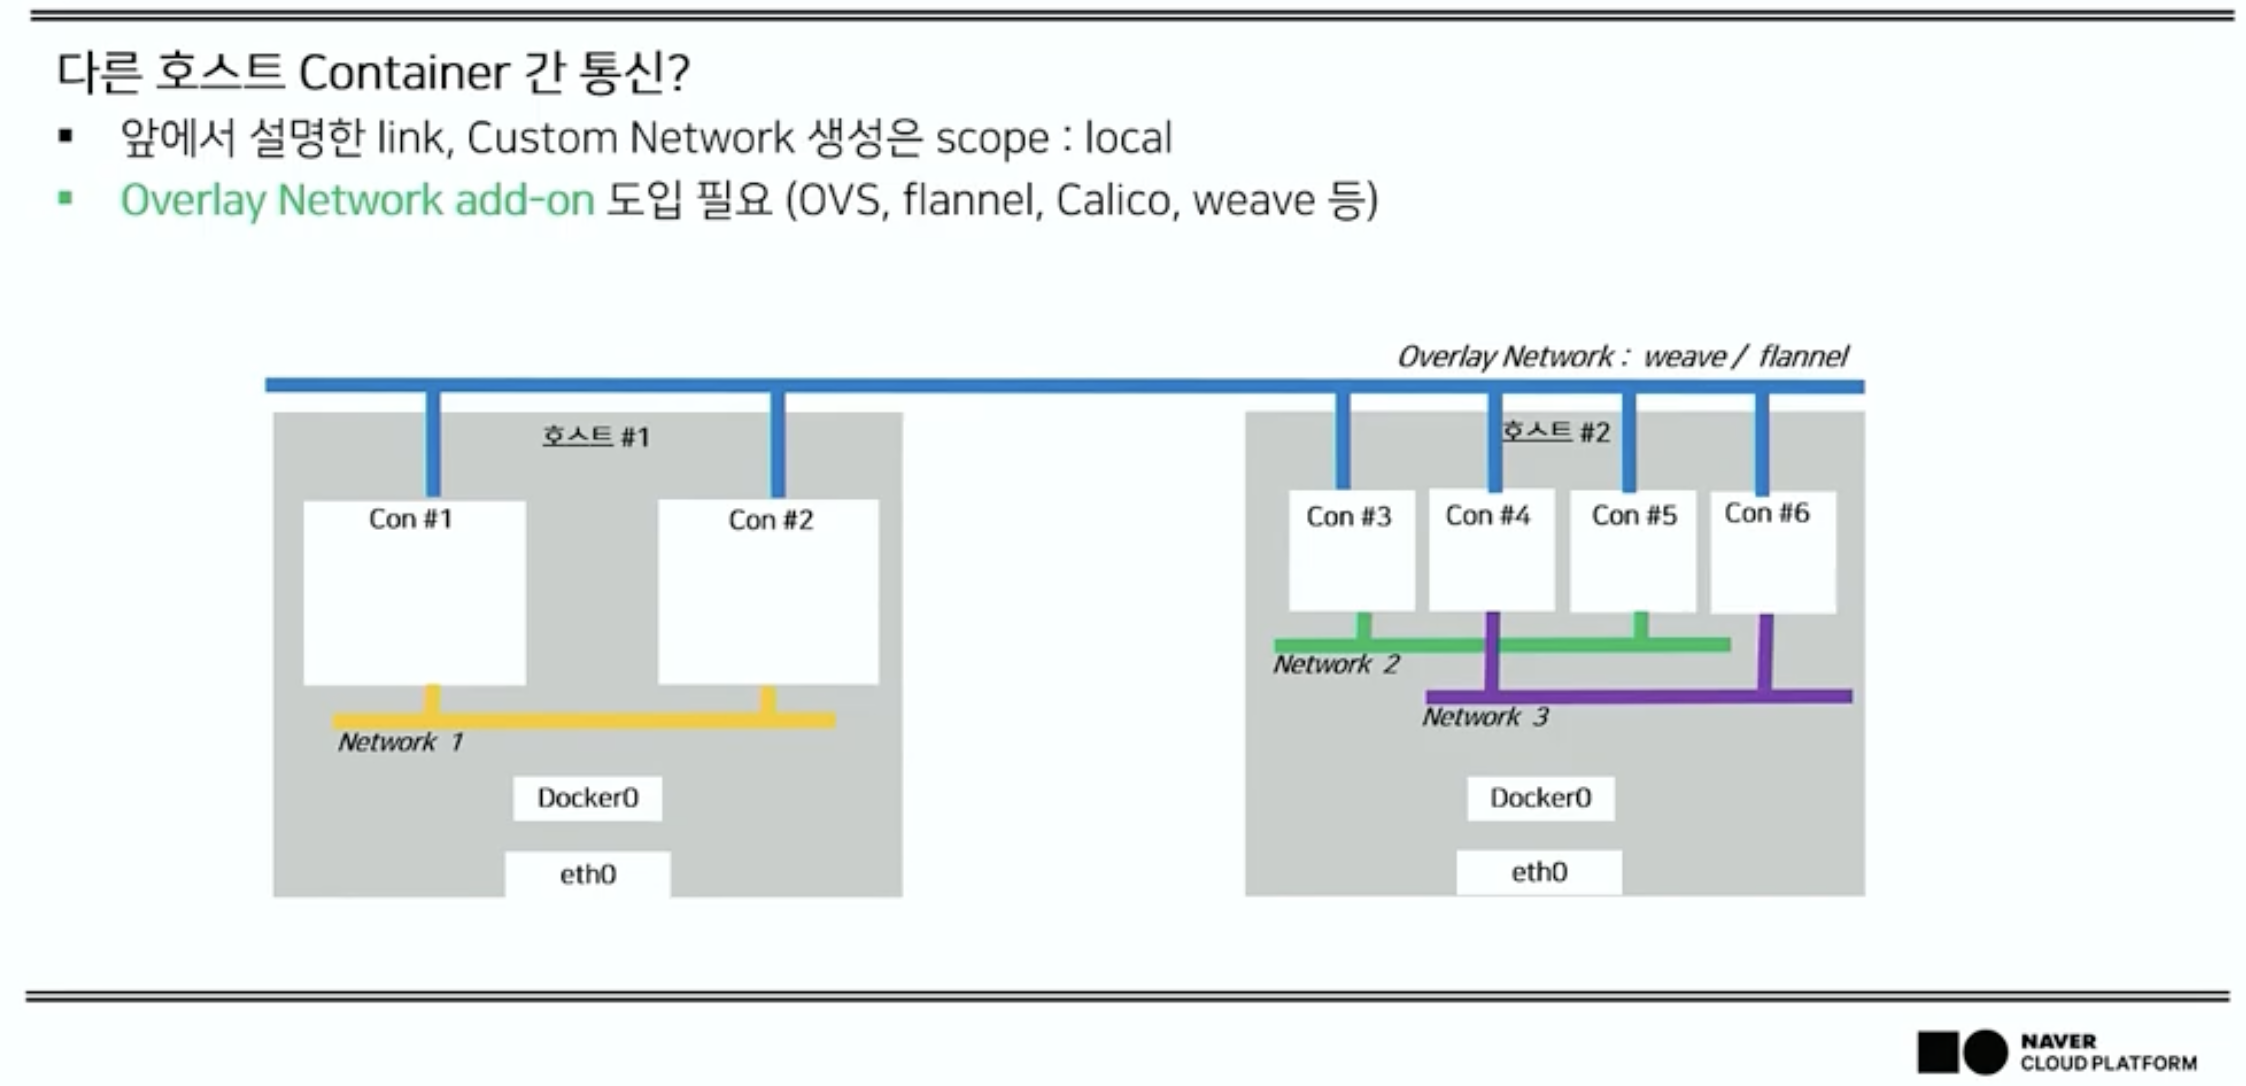 다른 호스트 Container 간 통신?
▪ 앞에서 설명한 link, Custom Network 생성은 scope : local
▪ Overlay Network add-on 도입 필요 (OVS, flannel, Calico, weave 등)
Overlay Network : weave / flannel
호스트 #1
Con #1
Con #2
Network 1
Docker0
eth0
호스트 #2
Con #3
Con #4
Con #5
Con #6
Network 2
Network 3
Docker0
eth0
NAVER
CLOUD PLATFORM